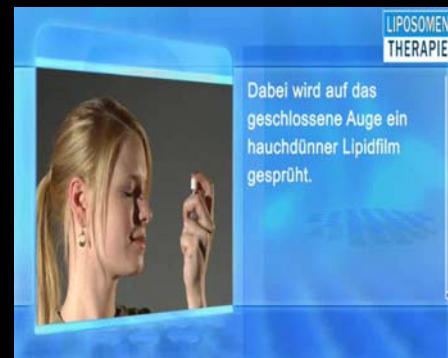 LIPOSOMEN
THERAPIE
Dabei wird auf das
geschlossene Auge ein
hauchdünner Lipidfilm
gesprüht.